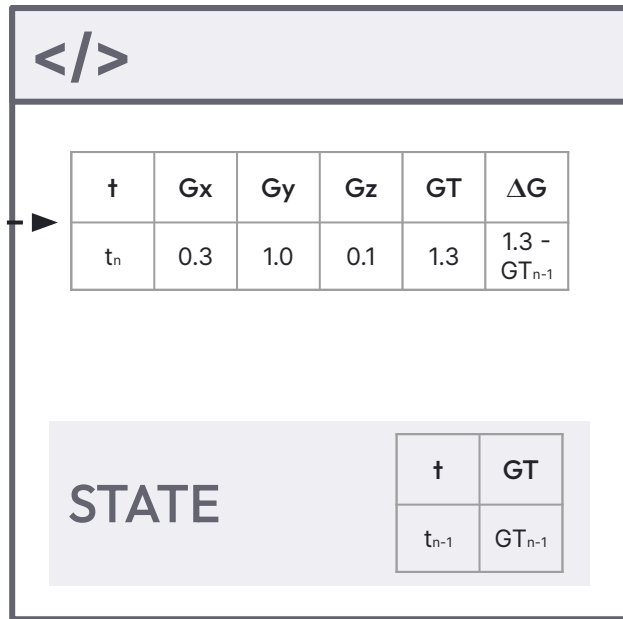 </>
t Gx Gy Gz GT ΔG
tn 0.3 1.0 0.1 1.3 1.3 -
GTn-1
STATE
t GT
tn-1 GTn-1